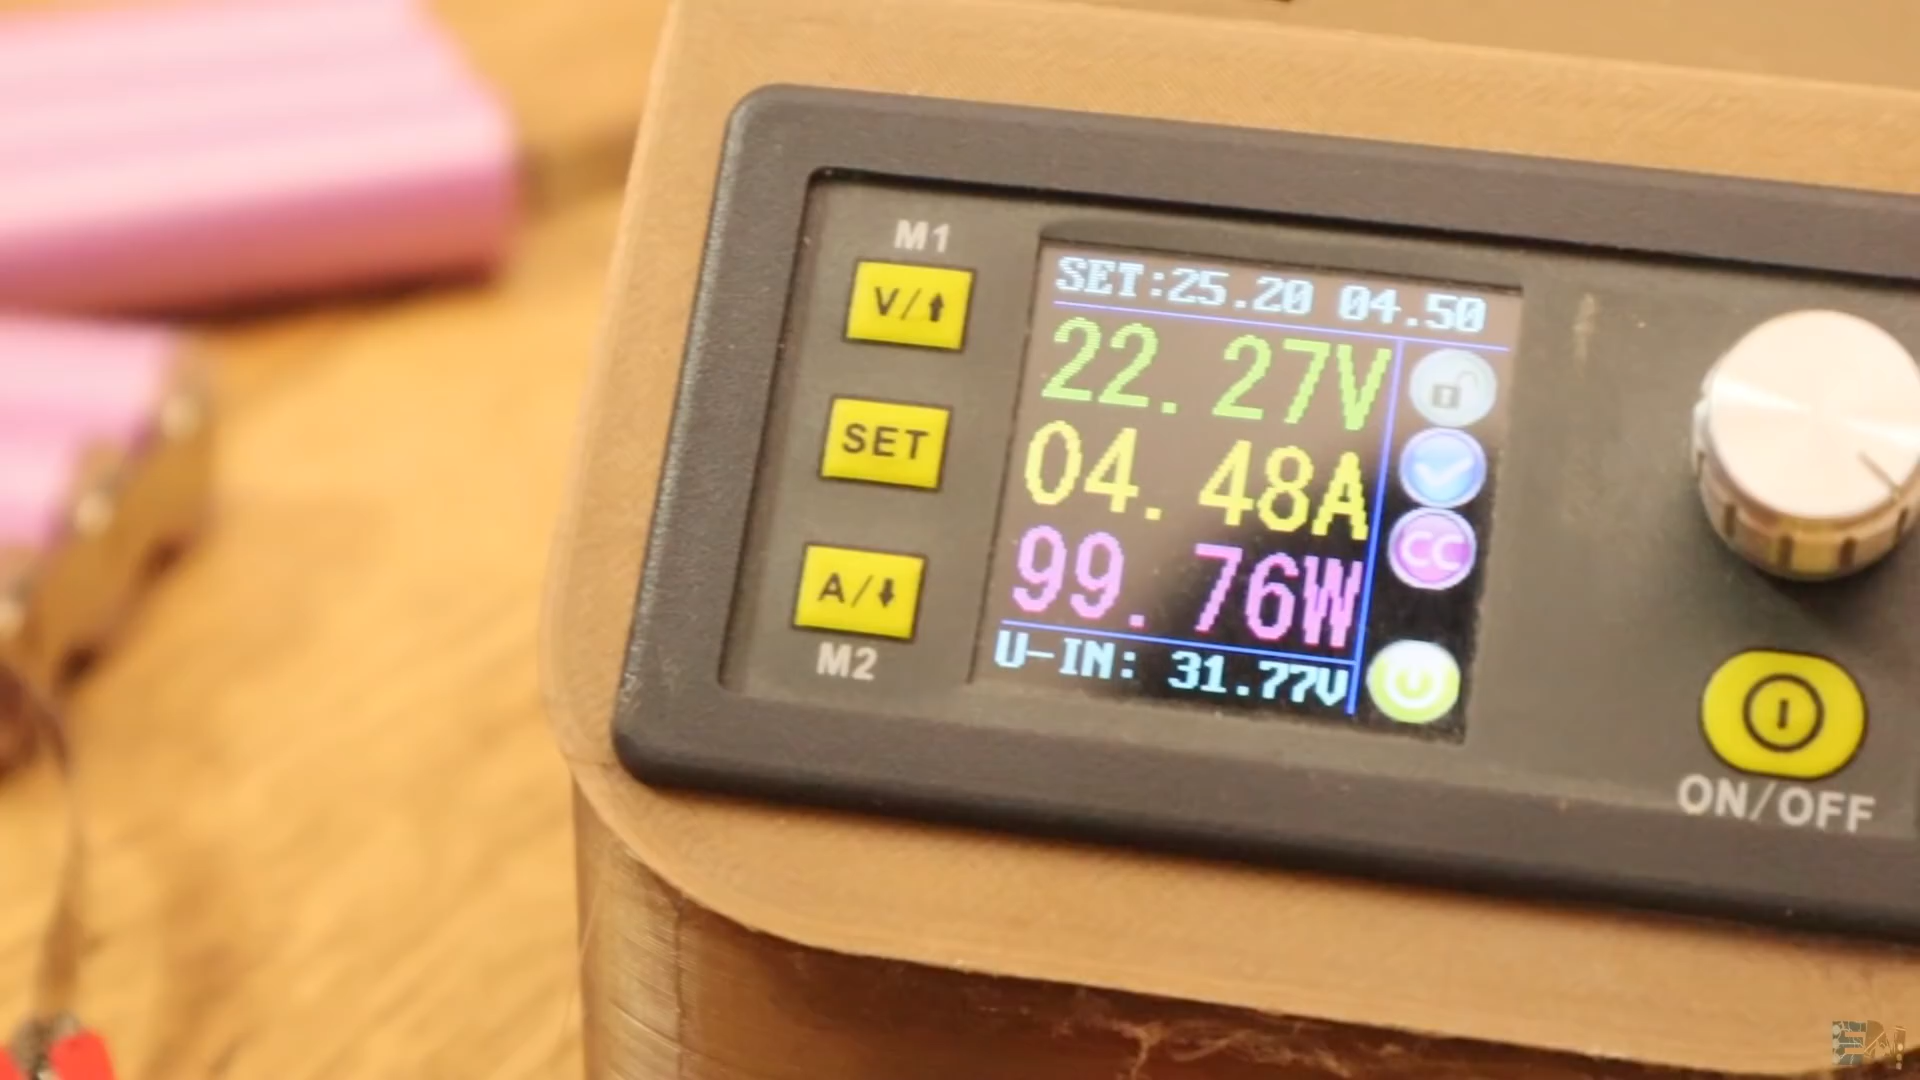 M1
V/⬆
SET
A/⬇
M2
SET:25.20 04.50
22.27V
04.48A
99.76W
U-IN: 31.77V
CC
ON/OFF